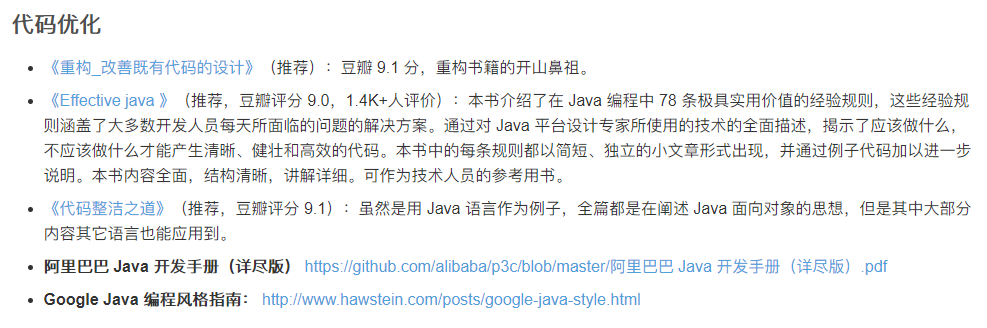 代码优化
• 《重构_改善既有代码的设计》（推荐）：豆瓣 9.1 分，重构书籍的开山鼻祖。
• 《Effective java 》（推荐，豆瓣评分 9.0，1.4K+人评价）：本书介绍了在 Java 编程中 78 条极具实用价值的经验规则，这些经验规
则涵盖了大多数开发人员每天所面临的问题的解决方案。通过对 Java 平台设计专家所使用的技术的全面描述，揭示了应该做什么，
不应该做什么才能产生清晰、健壮和高效的代码。本书中的每条规则都以简短、独立的小文章形式出现，并通过例子代码加以进一步
说明。本书内容全面，结构清晰，讲解详细。可作为技术人员的参考用书。
• 《代码整洁之道》（推荐，豆瓣评分 9.1）：虽然是用 Java 语言作为例子，全篇都是在阐述 Java 面向对象的思想，但是其中大部分
内容其它语言也能应用到。
• 阿里巴巴 Java 开发手册（详尽版） https://github.com/alibaba/p3c/blob/master/阿里巴巴 Java 开发手册（详尽版）.pdf
• Google Java 编程风格指南： http://www.hawstein.com/posts/google-java-style.html